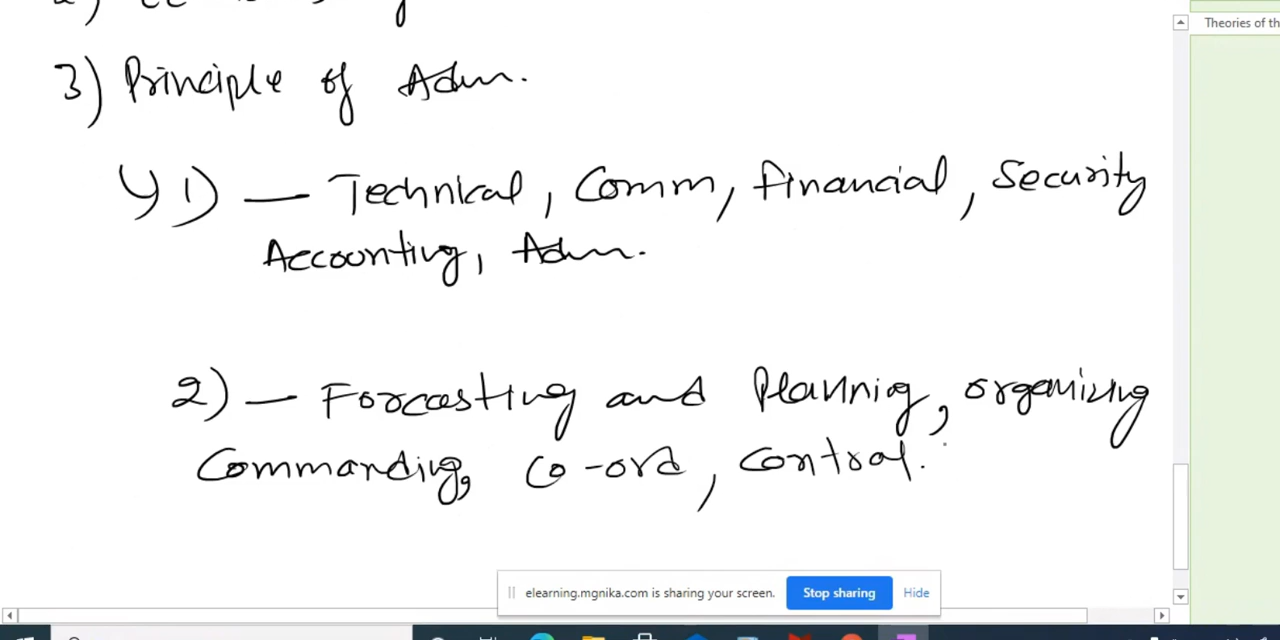 Theories of th
3) Principle of Adm.
1) — Technical, Comm, financial, Security
Accounting, Adm.
2) — Forcasting and Planning, organizing
Commanding, Co-ord, Control.
elearning.mgnika.com is sharing your screen. Stop sharing Hide